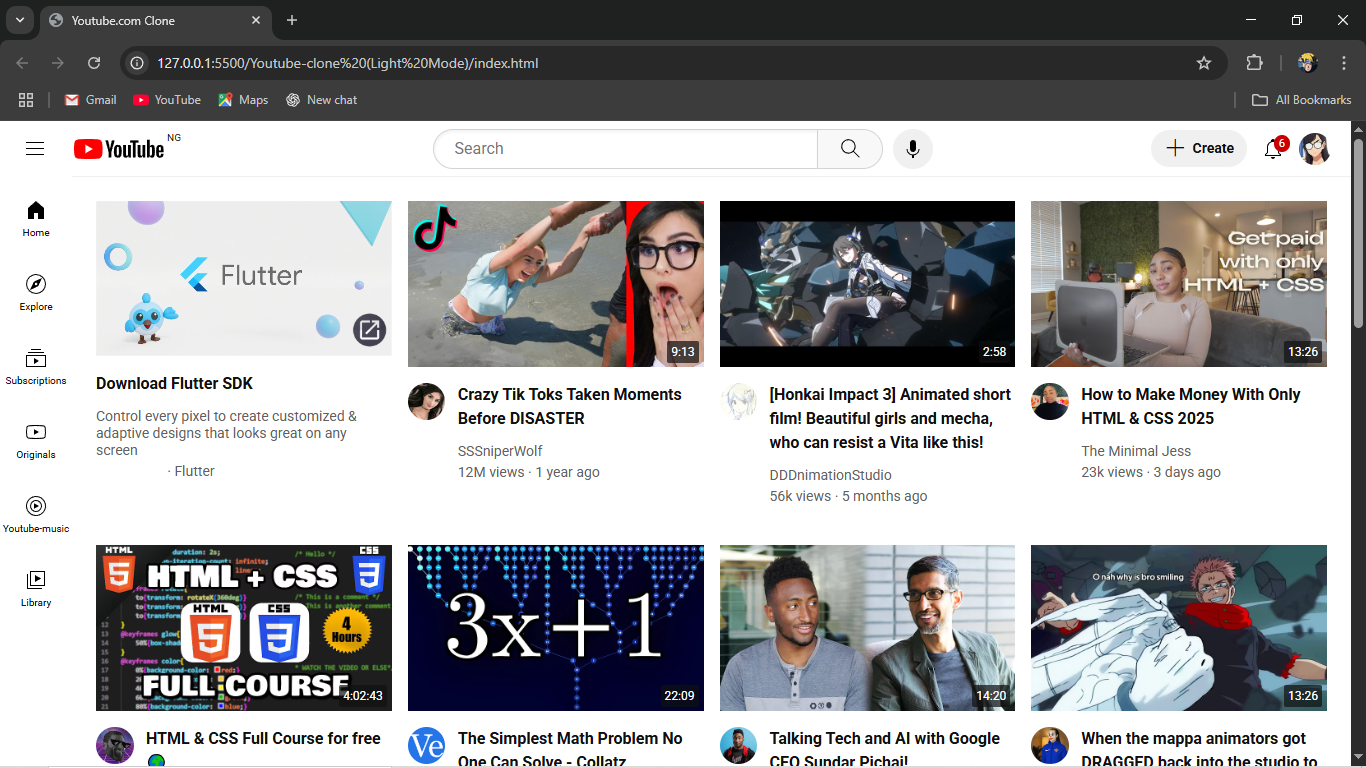 Youtube.com Clone
127.0.0.1:5500/Youtube-clone%20(Light%20Mode)/index.html
Gmail
YouTube
Maps
New chat
All Bookmarks
YouTube NG
Search
Create
6
Home
Explore
Subscriptions
Originals
Youtube-music
Library
Flutter
Download Flutter SDK
Control every pixel to create customized &
adaptive designs that looks great on any
screen
· Flutter
9:13
Crazy Tik Toks Taken Moments
Before DISASTER
SSSniperWolf
12M views · 1 year ago
2:58
[Honkai Impact 3] Animated short
film! Beautiful girls and mecha,
who can resist a Vita like this!
DDDnimationStudio
56k views · 5 months ago
Get paid
with only
HTML + CSS
13:26
How to Make Money With Only
HTML & CSS 2025
The Minimal Jess
23k views · 3 days ago
HTML
CSS
HTML + CSS
HTML
CSS
4
Hours
FULL COURSE
4:02:43
HTML & CSS Full Course for free
3x+1
22:09
Ve
The Simplest Math Problem No
One Can Solve - Collatz
14:20
Talking Tech and AI with Google
CEO Sundar Pichai!
O nah why is bro smiling
13:26
When the mappa animators got
DRAGGED back into the studio to